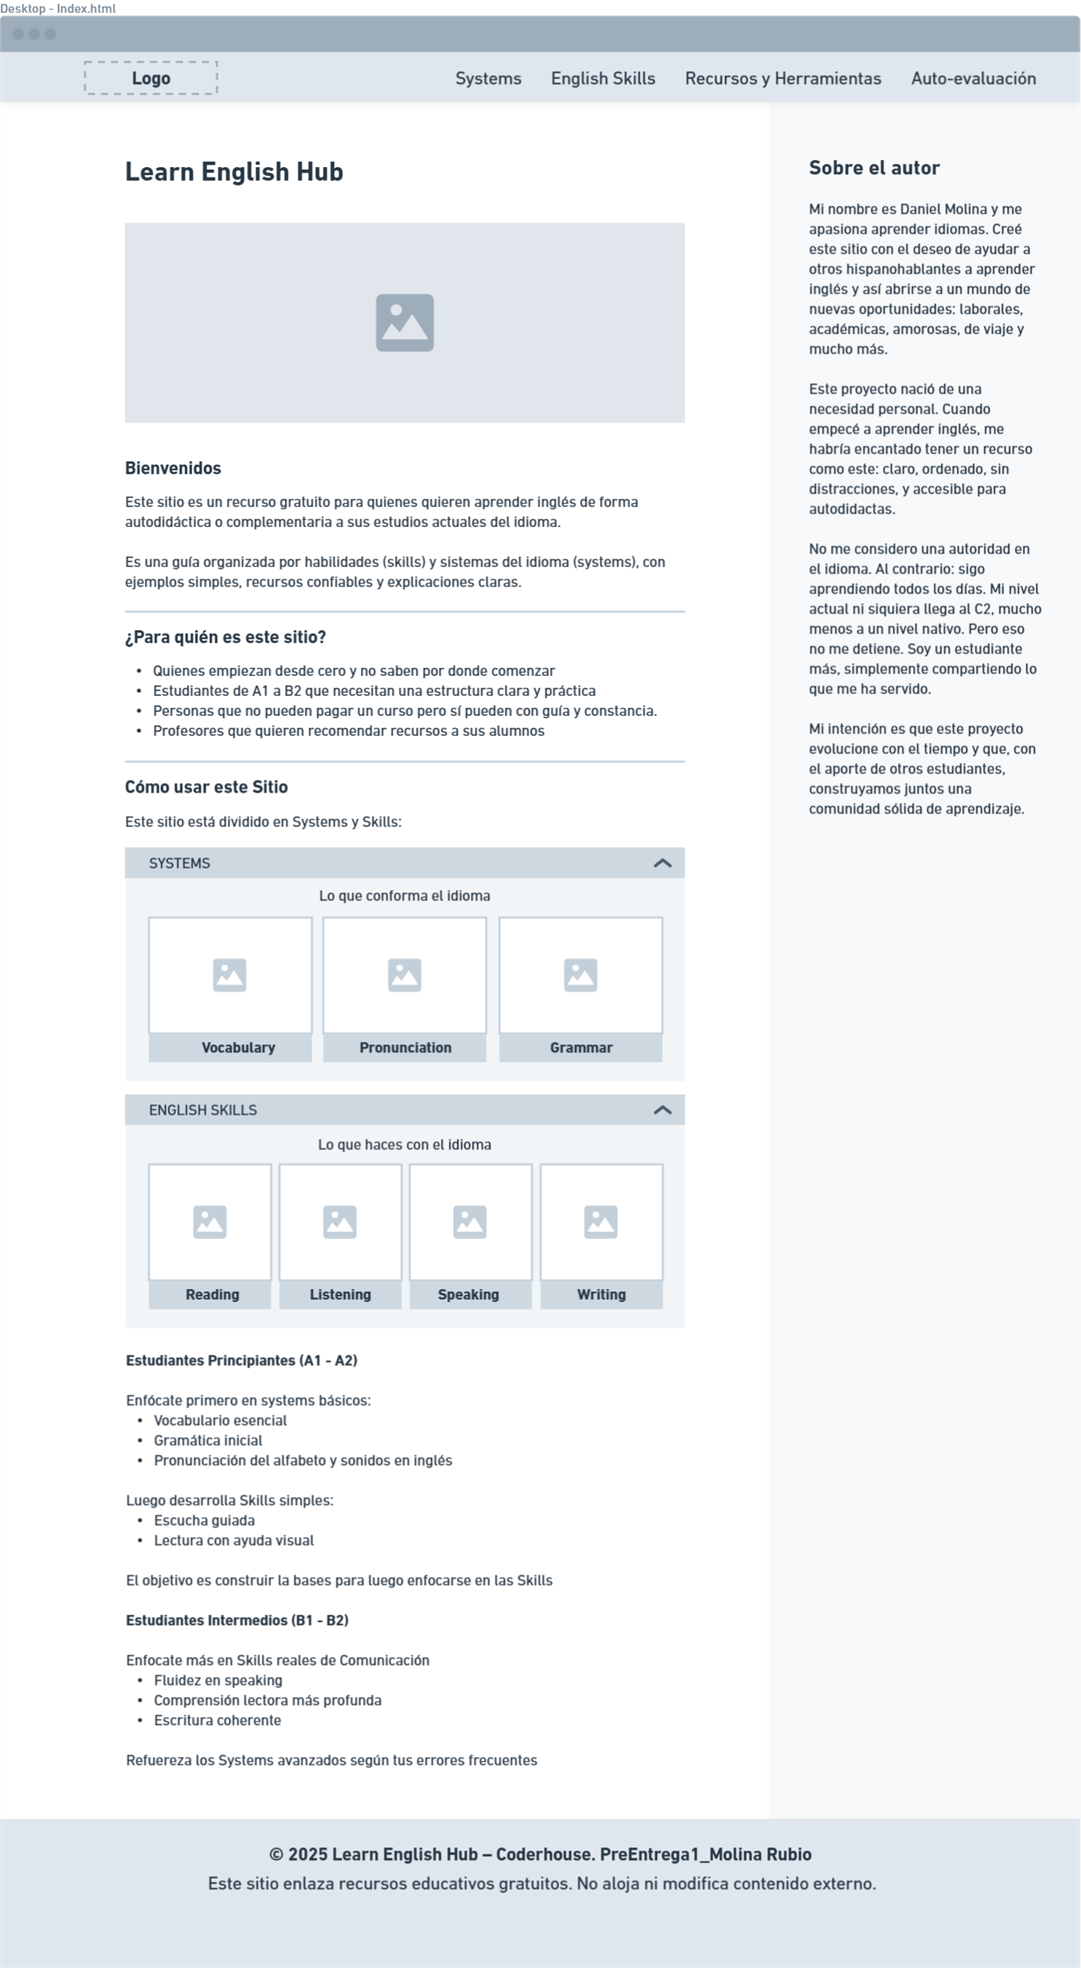 Desktop - Index.html
Logo
Systems English Skills Recursos y Herramientas Auto-evaluación
Learn English Hub
Bienvenidos
Este sitio es un recurso gratuito para quienes quieren aprender inglés de forma
autodidáctica o complementaria a sus estudios actuales del idioma.
Es una guía organizada por habilidades (skills) y sistemas del idioma (systems), con
ejemplos simples, recursos confiables y explicaciones claras.
¿Para quién es este sitio?
• Quienes empiezan desde cero y no saben por donde comenzar
• Estudiantes de A1 a B2 que necesitan una estructura clara y práctica
• Personas que no pueden pagar un curso pero sí pueden con guía y constancia.
• Profesores que quieren recomendar recursos a sus alumnos
Cómo usar este Sitio
Este sitio está dividido en Systems y Skills:
SYSTEMS
Lo que conforma el idioma
Vocabulary Pronunciation Grammar
ENGLISH SKILLS
Lo que haces con el idioma
Reading Listening Speaking Writing
Estudiantes Principiantes (A1 - A2)
Enfócate primero en systems básicos:
• Vocabulario esencial
• Gramática inicial
• Pronunciación del alfabeto y sonidos en inglés
Luego desarrolla Skills simples:
• Escucha guiada
• Lectura con ayuda visual
El objetivo es construir la bases para luego enfocarse en las Skills
Estudiantes Intermedios (B1 - B2)
Enfocate más en Skills reales de Comunicación
• Fluidez en speaking
• Comprensión lectora más profunda
• Escritura coherente
Refuereza los Systems avanzados según tus errores frecuentes
Sobre el autor
Mi nombre es Daniel Molina y me
apasiona aprender idiomas. Creé
este sitio con el deseo de ayudar a
otros hispanohablantes a aprender
inglés y así abrirse a un mundo de
nuevas oportunidades: laborales,
académicas, amorosas, de viaje y
mucho más.
Este proyecto nació de una
necesidad personal. Cuando
empecé a aprender inglés, me
habría encantado tener un recurso
como este: claro, ordenado, sin
distracciones, y accesible para
autodidactas.
No me considero una autoridad en
el idioma. Al contrario: sigo
aprendiendo todos los días. Mi nivel
actual ni siquiera llega al C2, mucho
menos a un nivel nativo. Pero eso
no me detiene. Soy un estudiante
más, simplemente compartiendo lo
que me ha servido.
Mi intención es que este proyecto
evolucione con el tiempo y que, con
el aporte de otros estudiantes,
construyamos juntos una
comunidad sólida de aprendizaje.
© 2025 Learn English Hub – Coderhouse. PreEntrega1_Molina Rubio
Este sitio enlaza recursos educativos gratuitos. No aloja ni modifica contenido externo.